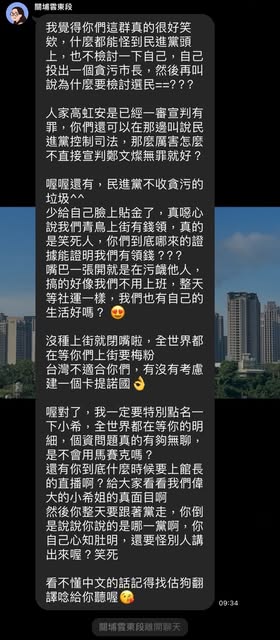 關埔雲東段
我覺得你們這群真的很好笑
欸,什麼都能怪到民進黨頭
上,也不檢討一下自己,自己
投出一個貪污市長,然後再叫
說為什麼要檢討選民==???
人家高虹安是已經一審宣判有
罪,你們還可以在那邊叫說民
進黨控制司法,那麼厲害怎麼
不直接宣判鄭文燦無罪就好?
喔喔還有,民進黨不收貪污的
垃圾^^
少給自己臉上貼金了,真噁心
說我們青鳥上街有錢領,真的
是笑死人,你們到底哪來的證
據能證明我們有領錢???
嘴巴一張開就是在污衊他人,
搞的好像我們不用上班,整天
等社運一樣,我們也有自己的
生活好嗎? 😍
沒種上街就閉嘴啦,全世界都
在等你們上街要梅粉
台灣不適合你們,有沒有考慮
建一個卡提諾國👌
喔對了,我一定要特別點名一
下小希,全世界都在等你的明
細,個資問題真的有夠無聊,
是不會用馬賽克嗎?
還有你到底什麼時候要上館長
的直播啊?給大家看看我們偉
大的小希姐的真面目啊
然後你整天要跟著黨走,你倒
是說說你說的是哪一黨啊,你
自己心知肚明,還要怪別人講
出來喔?笑死
看不懂中文的話記得找估狗翻
譯唸給你聽喔😘
09:34
關埔雲東段離開聊天